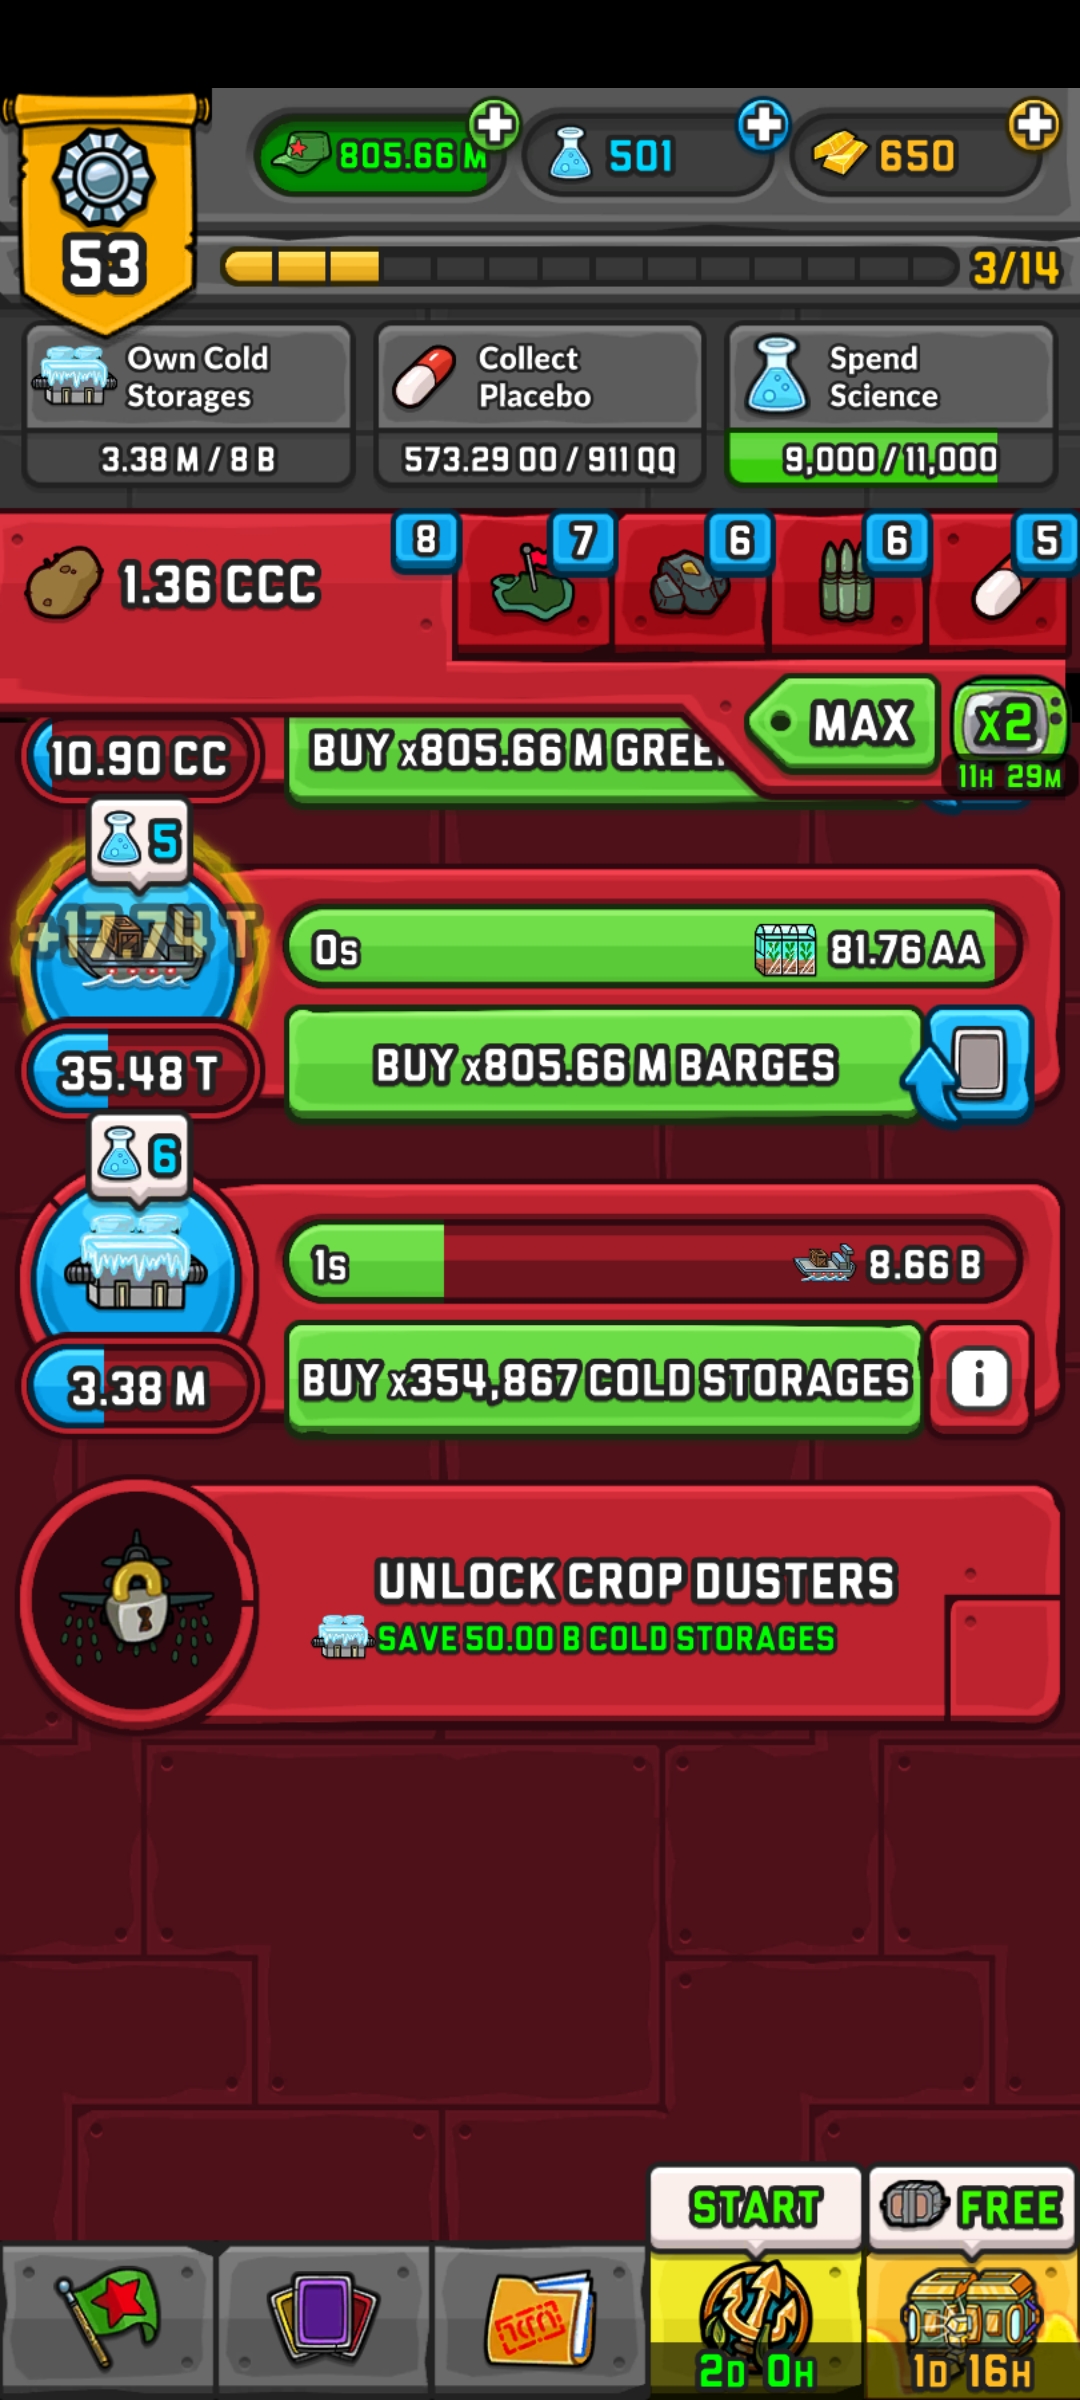 805.66 M
501
650
53
3/14
Own Cold
Storages
3.38 M / 8 B
Collect
Placebo
573.29 OO / 911 QQ
Spend
Science
9,000 / 11,000
1.36 CCC
8
7
6
6
5
MAX
X2
11H 29M
10.90 CC
BUY x805.66 M GREE
5
+17.74 T
0s
81.76 AA
35.48 T
BUY x805.66 M BARGES
6
1s
8.66 B
3.38 M
BUY x354,867 COLD STORAGES
i
UNLOCK CROP DUSTERS
SAVE 50.00 B COLD STORAGES
START
FREE
2D 0H
1D 16H